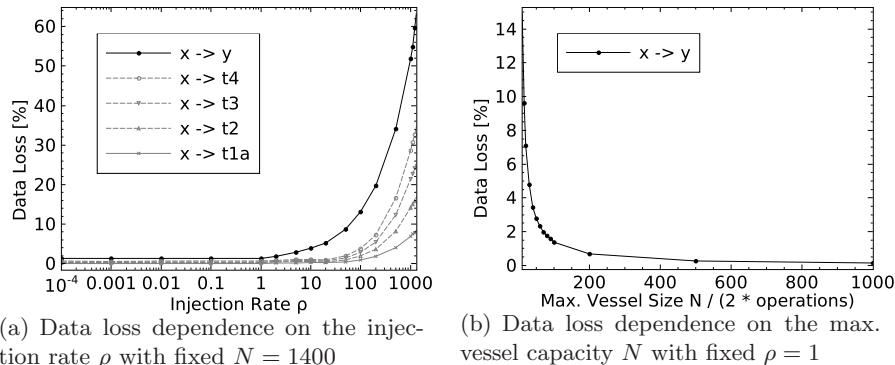 60
50
40
30
20
10
0
Data Loss [%]
x -> y
x -> t4
x -> t3
x -> t2
x -> t1a
10⁻⁴ 0.001 0.01 0.1 1 10 100 1000
Injection Rate ρ
(a) Data loss dependence on the injec-
tion rate ρ with fixed N = 1400
14
12
10
8
6
4
2
0
Data Loss [%]
x -> y
200 400 600 800 1000
Max. Vessel Size N / (2 * operations)
(b) Data loss dependence on the max.
vessel capacity N with fixed ρ = 1